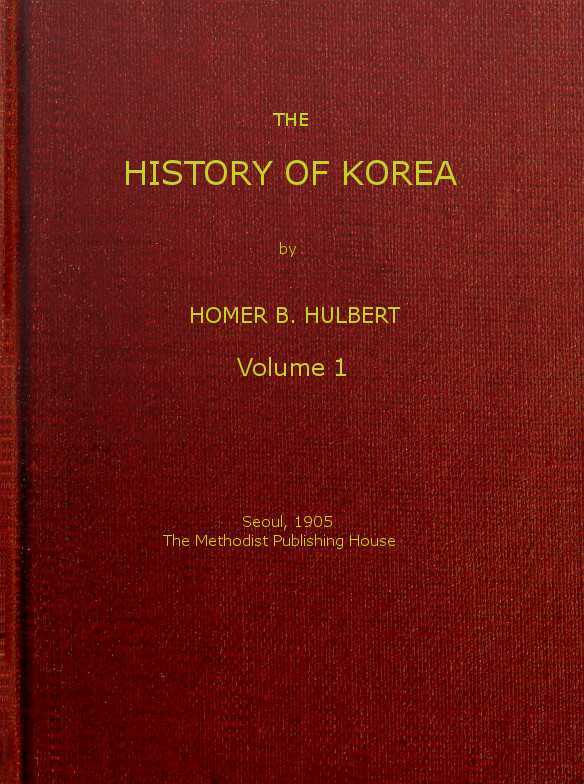 THE
HISTORY OF KOREA
by
HOMER B. HULBERT
Volume 1
Seoul, 1905
The Methodist Publishing House